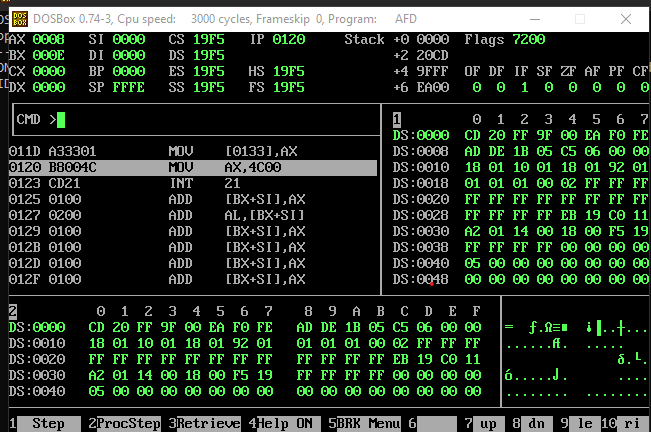 DOSBox 0.74-3, Cpu speed: 3000 cycles, Frameskip 0, Program: AFD
AX 0008 SI 0000 CS 19F5 IP 0120 Stack +0 0000 Flags 7200
BX 000E DI 0000 DS 19F5 +2 20CD
CX 0000 BP 0000 ES 19F5 HS 19F5 +4 9FFF OF DF IF SF ZF AF PF CF
DX 0000 SP FFFE SS 19F5 FS 19F5 +6 EA00 0 0 1 0 0 0 0 0
CMD >
1 0 1 2 3 4 5 6 7
DS:0000 CD 20 FF 9F 00 EA F0 FE
011D A33301 MOV [0133],AX DS:0008 AD DE 1B 05 C5 06 00 00
0120 B8004C MOV AX,4C00 DS:0010 18 01 10 01 18 01 92 01
0123 CD21 INT 21 DS:0018 01 01 01 00 02 FF FF FF
0125 0100 ADD [BX+SI],AX DS:0020 FF FF FF FF FF FF FF FF
0127 0200 ADD AL,[BX+SI] DS:0028 FF FF FF FF EB 19 C0 11
0129 0100 ADD [BX+SI],AX DS:0030 A2 01 14 00 18 00 F5 19
012B 0100 ADD [BX+SI],AX DS:0038 FF FF FF FF 00 00 00 00
012D 0100 ADD [BX+SI],AX DS:0040 05 00 00 00 00 00 00 00
012F 0100 ADD [BX+SI],AX DS:0048 00 00 00 00 00 00 00 00
2 0 1 2 3 4 5 6 7 8 9 A B C D E F
DS:0000 CD 20 FF 9F 00 EA F0 FE AD DE 1B 05 C5 06 00 00 = ƒ.Ω≡■ ¡▐..┼...
DS:0010 18 01 10 01 18 01 92 01 01 01 01 00 02 FF FF FF ......Æ. .....
DS:0020 FF FF FF FF FF FF FF FF FF FF FF FF EB 19 C0 11 δ.└.
DS:0030 A2 01 14 00 18 00 F5 19 FF FF FF FF 00 00 00 00 ó.....⌡. ....
DS:0040 05 00 00 00 00 00 00 00 00 00 00 00 00 00 00 00 ........ ........
1 Step 2ProcStep 3Retrieve 4Help ON 5BRK Menu 6 7 up 8 dn 9 le 10 ri